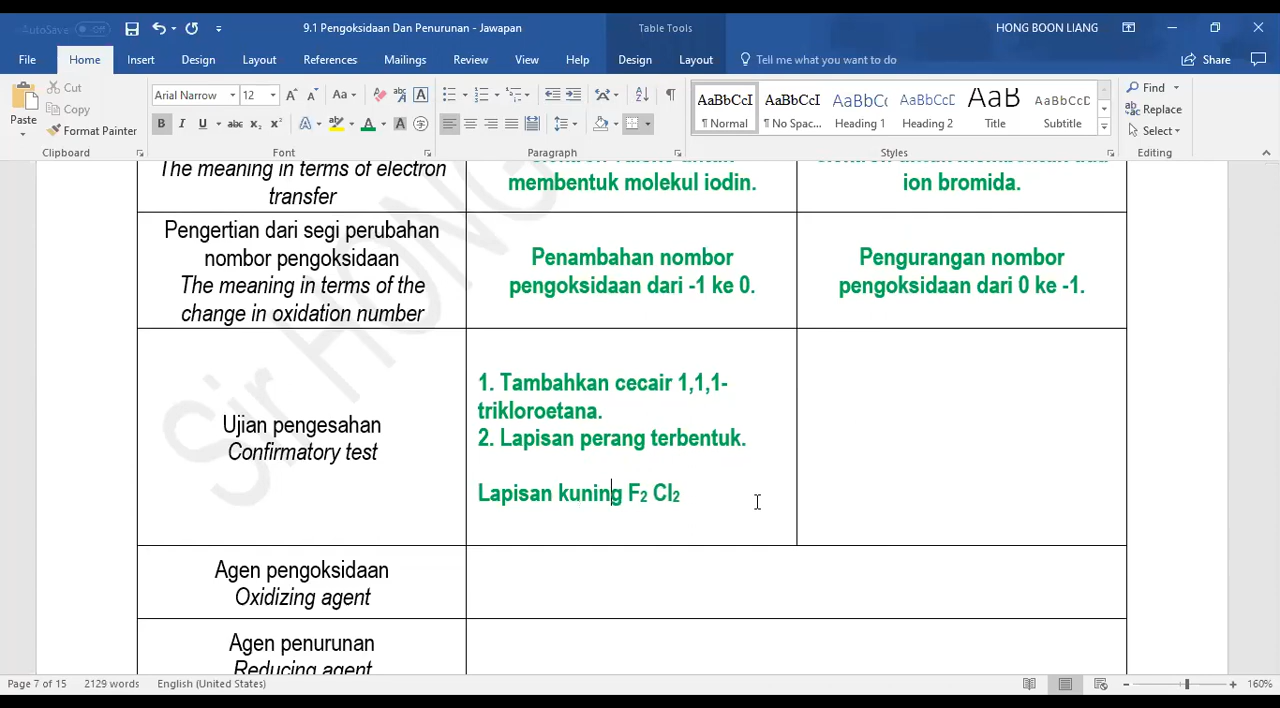 AutoSave Off
9.1 Pengoksidaan Dan Penurunan - Jawapan
Table Tools
HONG BOON LIANG
File Home Insert Design Layout References Mailings Review View Help Design Layout Tell me what you want to do Share
Paste
Cut
Copy
Format Painter
Clipboard
Arial Narrow 12
Font
Paragraph
AaBbCcI AaBbCcI AaBbCc AaBbCcI AaB AaBbCcI
¶ Normal ¶ No Spac... Heading 1 Heading 2 Title Subtitle
Styles
Find
Replace
Select
Editing
The meaning in terms of electron
transfer
membentuk molekul iodin.
ion bromida.
Pengertian dari segi perubahan
nombor pengoksidaan
The meaning in terms of the
change in oxidation number
Penambahan nombor
pengoksidaan dari -1 ke 0.
Pengurangan nombor
pengoksidaan dari 0 ke -1.
Ujian pengesahan
Confirmatory test
1. Tambahkan cecair 1,1,1-
trikloroetana.
2. Lapisan perang terbentuk.
Lapisan kuning F₂ Cl₂
Agen pengoksidaan
Oxidizing agent
Agen penurunan
Reducing agent
Sir HONG
Page 7 of 15 2129 words English (United States) 160%